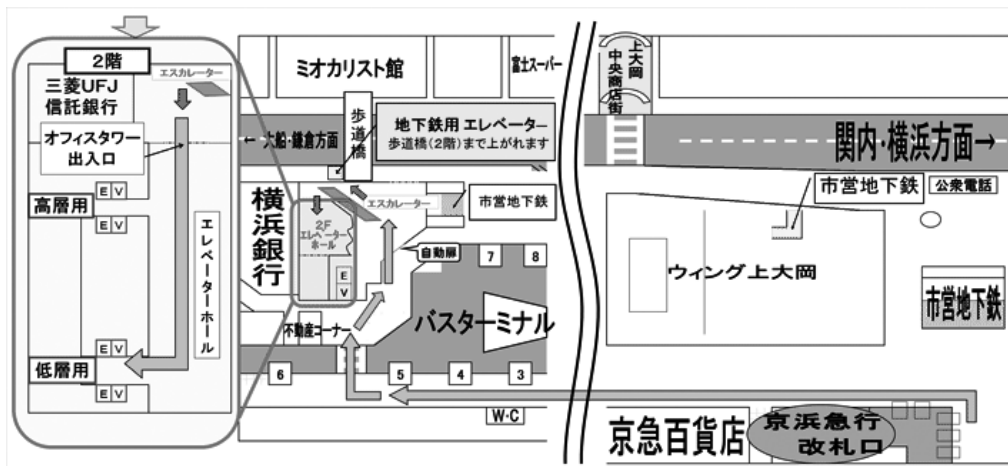 2階
エスカレーター
三菱UFJ
信託銀行
オフィスタワー
出入口
EV
高層用
EV
エレベーターホール
EV
低層用
EV
ミオカリスト館
富士スーパー
上大岡
中央商店街
← 大船・鎌倉方面
歩道橋
地下鉄用 エレベーター
歩道橋(2階)まで上がれます
関内・横浜方面→
横浜銀行
2F
エレベーター
ホール
EV
エスカレーター
市営地下鉄
自動扉
7
8
不動産コーナー
バスターミナル
6
5
4
3
W・C
市営地下鉄
公衆電話
ウィング上大岡
市営地下鉄
京急百貨店
京浜急行
改札口